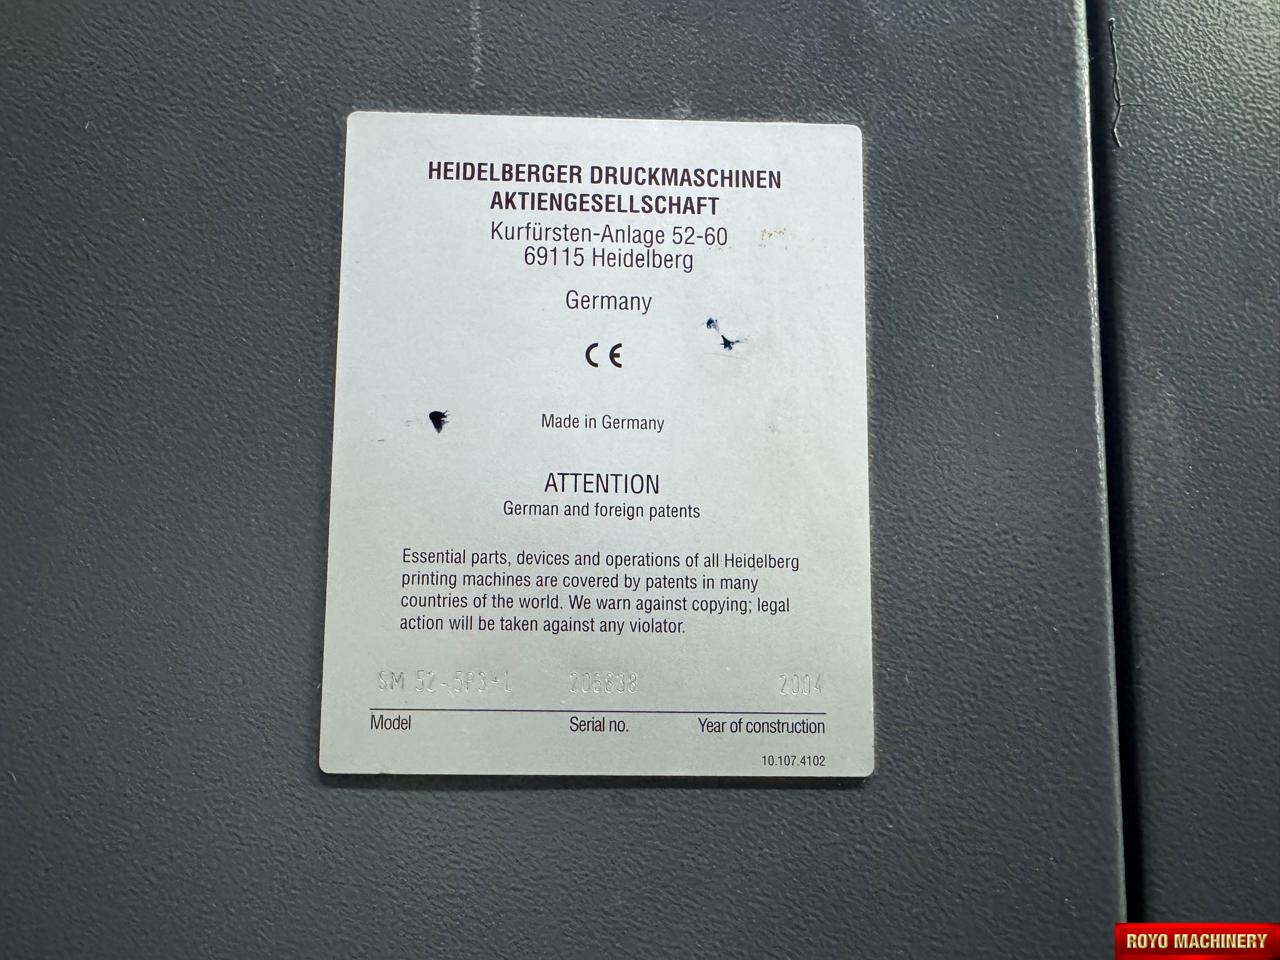 HEIDELBERGER DRUCKMASCHINEN
AKTIENGESELLSCHAFT
Kurfürsten-Anlage 52-60
69115 Heidelberg
Germany
CE
Made in Germany
ATTENTION
German and foreign patents
Essential parts, devices and operations of all Heidelberg
printing machines are covered by patents in many
countries of the world. We warn against copying; legal
action will be taken against any violator.
SM 52-5P3+L 2004
Model Serial no. Year of construction
10.107.4102
ROYO MACHINERY